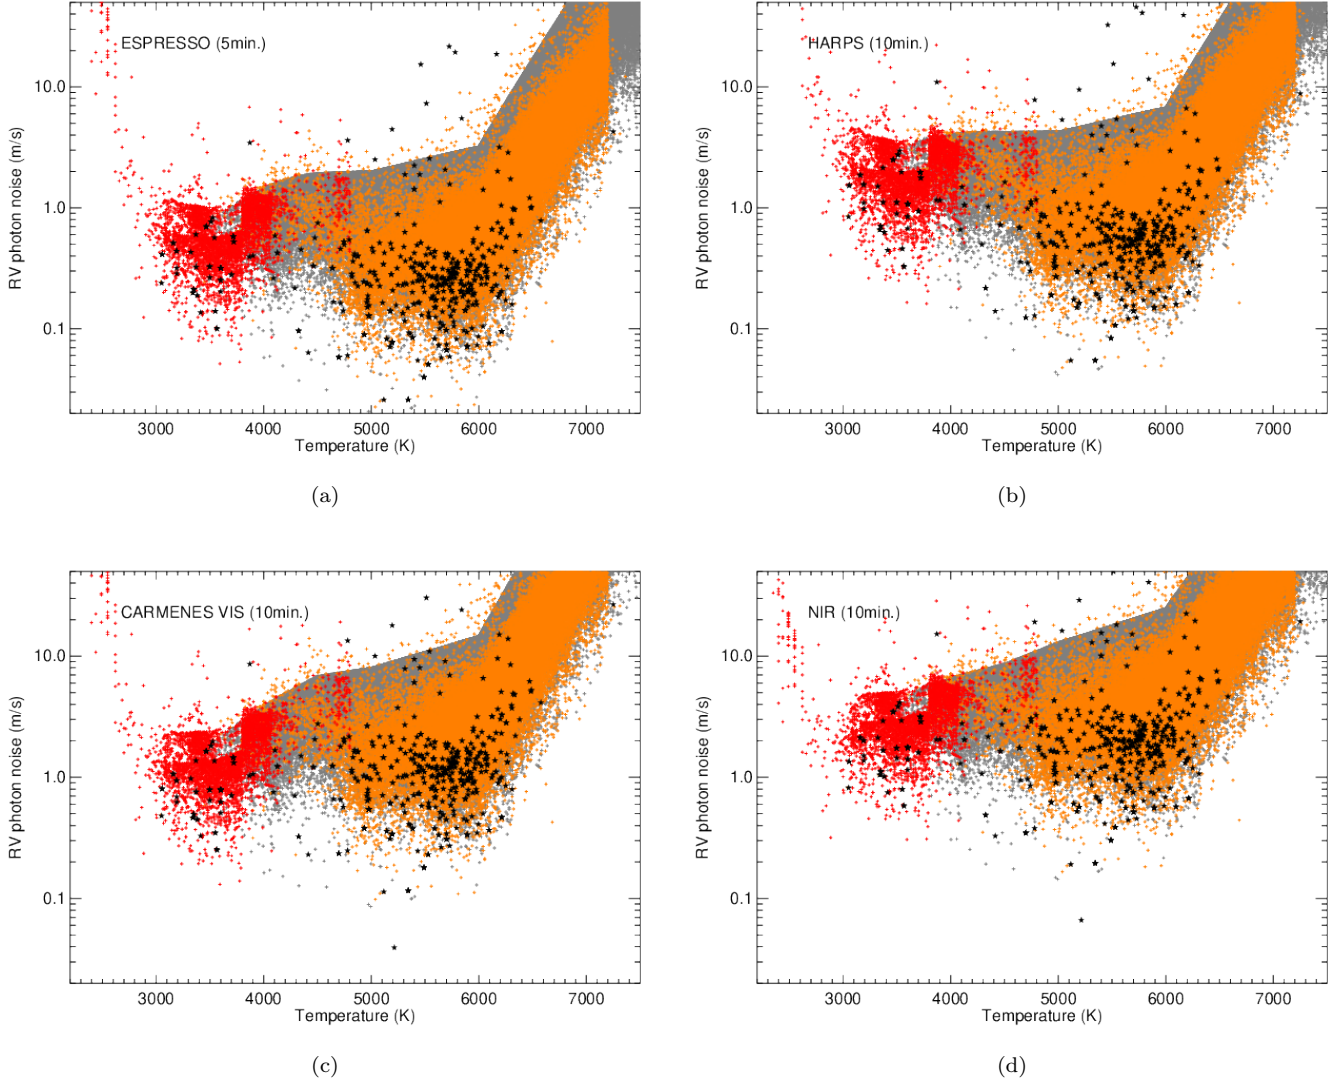 ESPRESSO (5min.)
10.0
1.0
0.1
RV photon noise (m/s)
3000 4000 5000 6000 7000
Temperature (K)
(a)
HARPS (10min.)
10.0
1.0
0.1
RV photon noise (m/s)
3000 4000 5000 6000 7000
Temperature (K)
(b)
CARMENES VIS (10min.)
10.0
1.0
0.1
RV photon noise (m/s)
3000 4000 5000 6000 7000
Temperature (K)
(c)
NIR (10min.)
10.0
1.0
0.1
RV photon noise (m/s)
3000 4000 5000 6000 7000
Temperature (K)
(d)